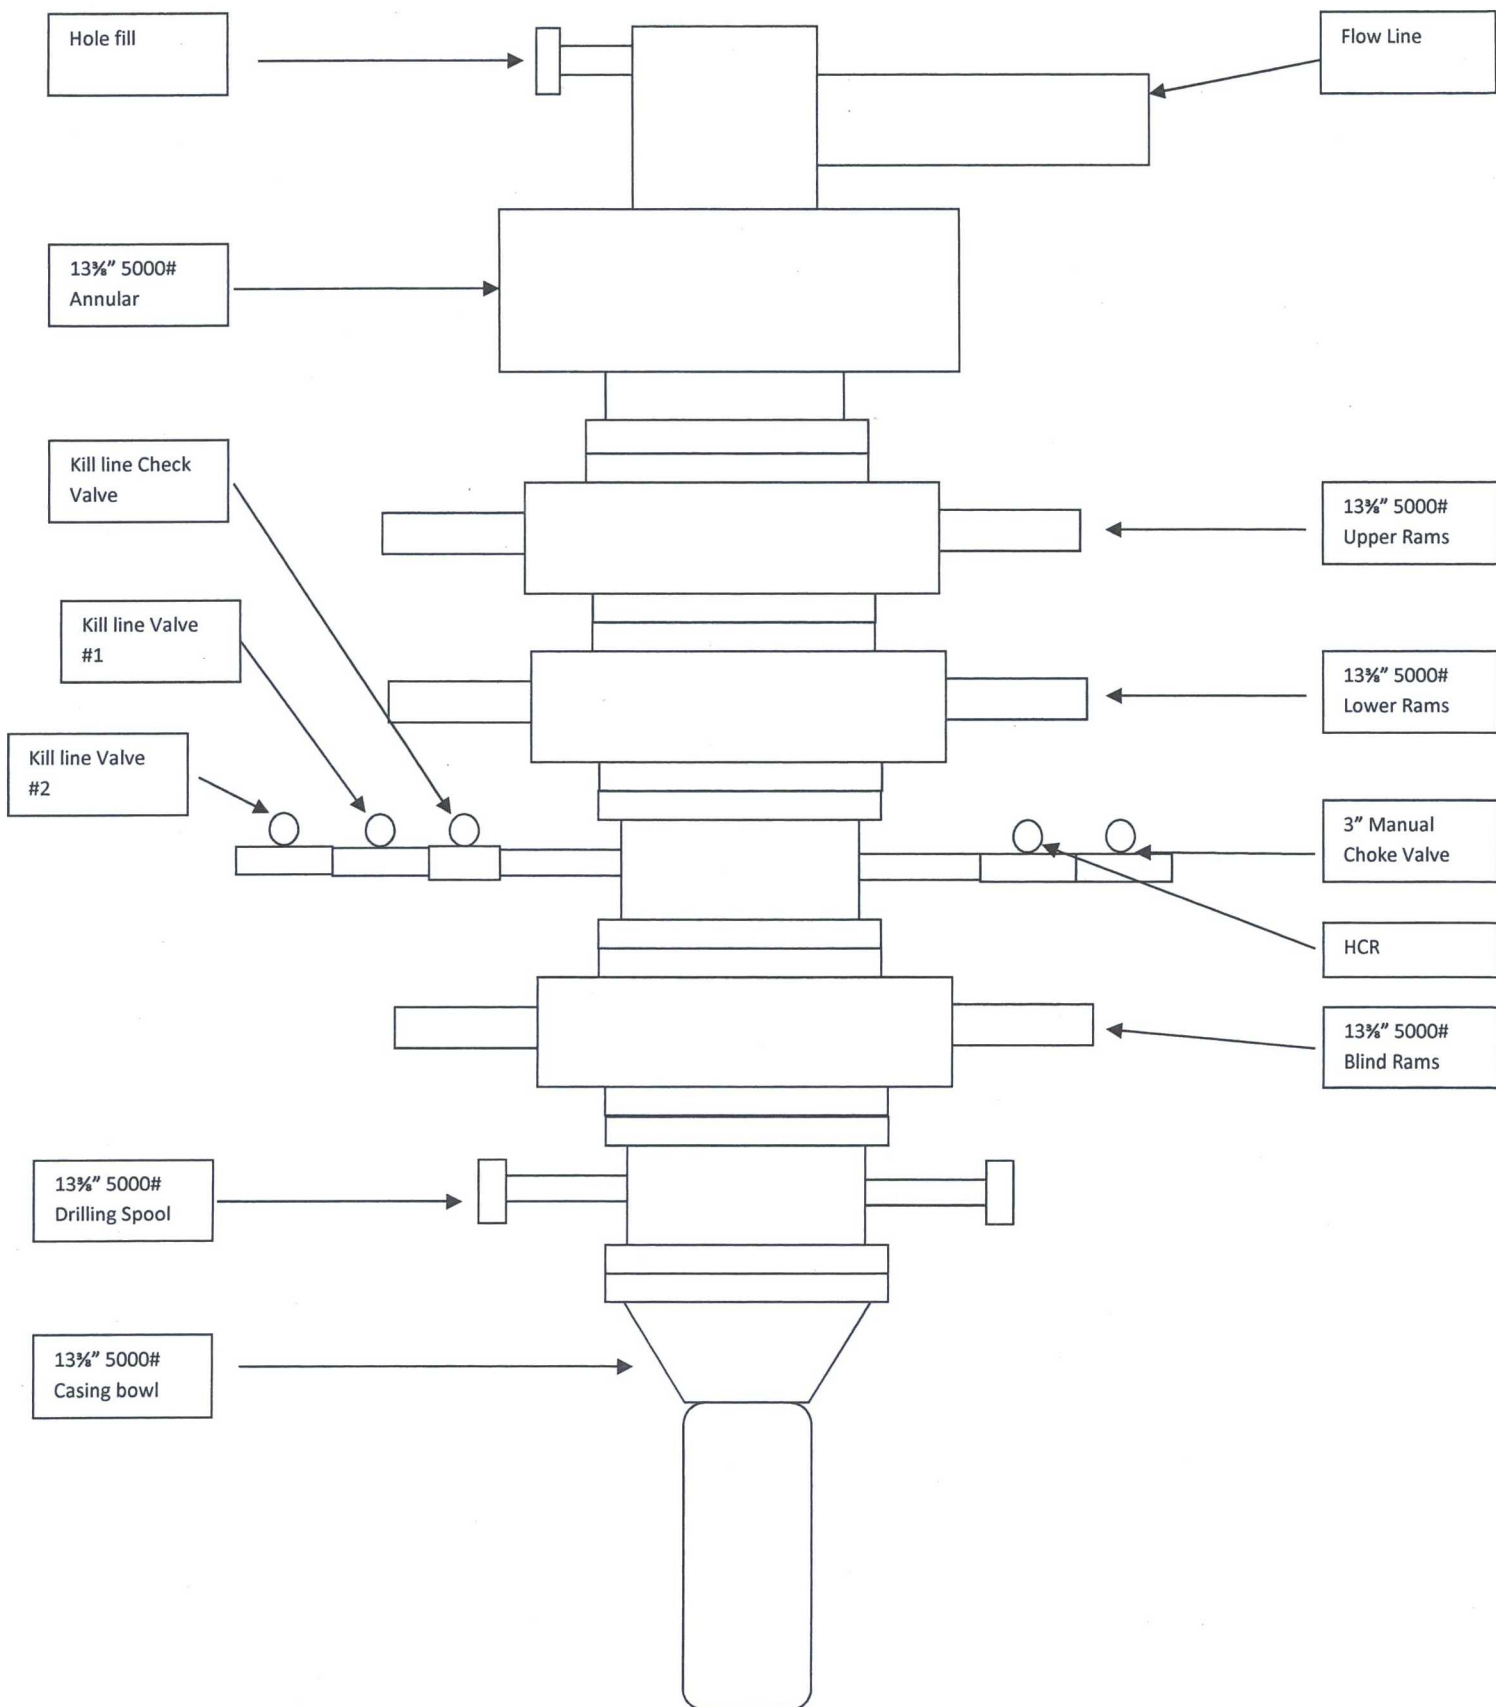 Hole fill
Flow Line
13⅝" 5000#
Annular
Kill line Check
Valve
13⅝" 5000#
Upper Rams
Kill line Valve
#1
13⅝" 5000#
Lower Rams
Kill line Valve
#2
3" Manual
Choke Valve
HCR
13⅝" 5000#
Blind Rams
13⅝" 5000#
Drilling Spool
13⅝" 5000#
Casing bowl